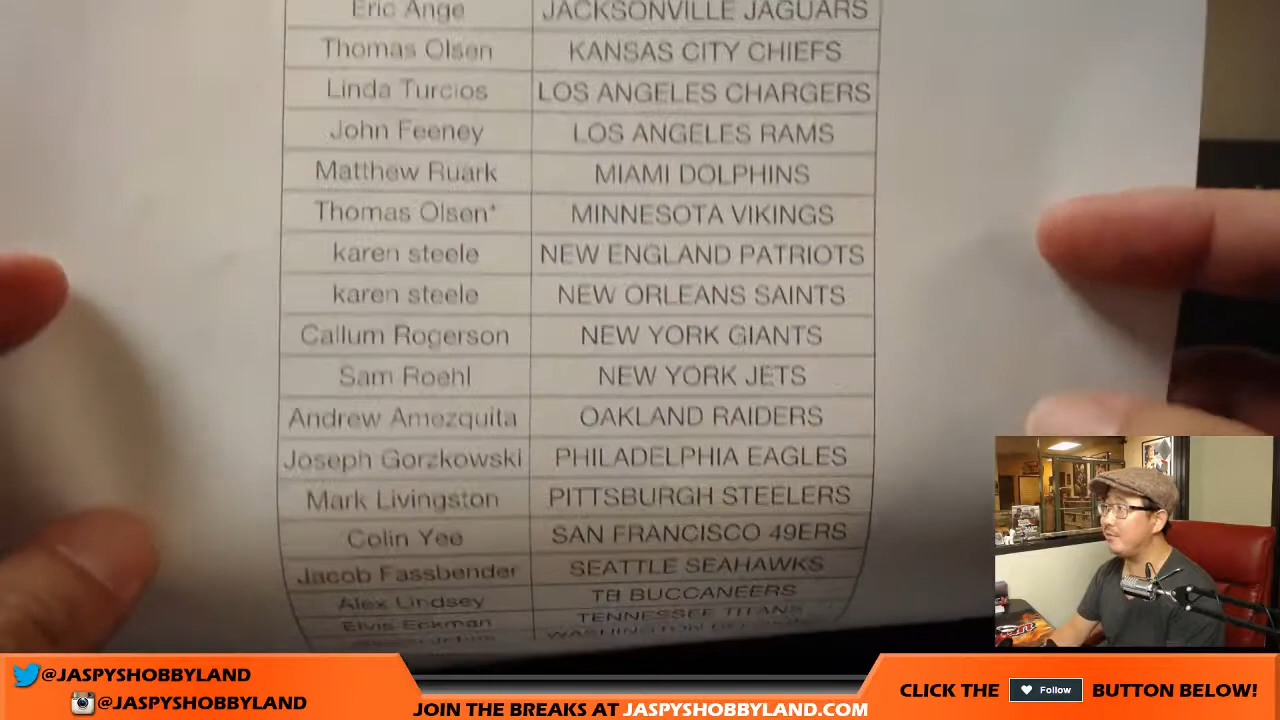 Eric Ange JACKSONVILLE JAGUARS
Thomas Olsen KANSAS CITY CHIEFS
Linda Turcios LOS ANGELES CHARGERS
John Feeney LOS ANGELES RAMS
Matthew Ruark MIAMI DOLPHINS
Thomas Olsen* MINNESOTA VIKINGS
karen steele NEW ENGLAND PATRIOTS
karen steele NEW ORLEANS SAINTS
Callum Rogerson NEW YORK GIANTS
Sam Roehl NEW YORK JETS
Andrew Amezquita OAKLAND RAIDERS
Joseph Gorzkowski PHILADELPHIA EAGLES
Mark Livingston PITTSBURGH STEELERS
Colin Yee SAN FRANCISCO 49ERS
Jacob Fassbender SEATTLE SEAHAWKS
Alex Lindsey TB BUCCANEERS
Elvis Eckman TENNESSEE TITANS
WASHINGTON
@JASPYSHOBBYLAND
@JASPYSHOBBYLAND
JOIN THE BREAKS AT JASPYSHOBBYLAND.COM
CLICK THE Follow BUTTON BELOW!